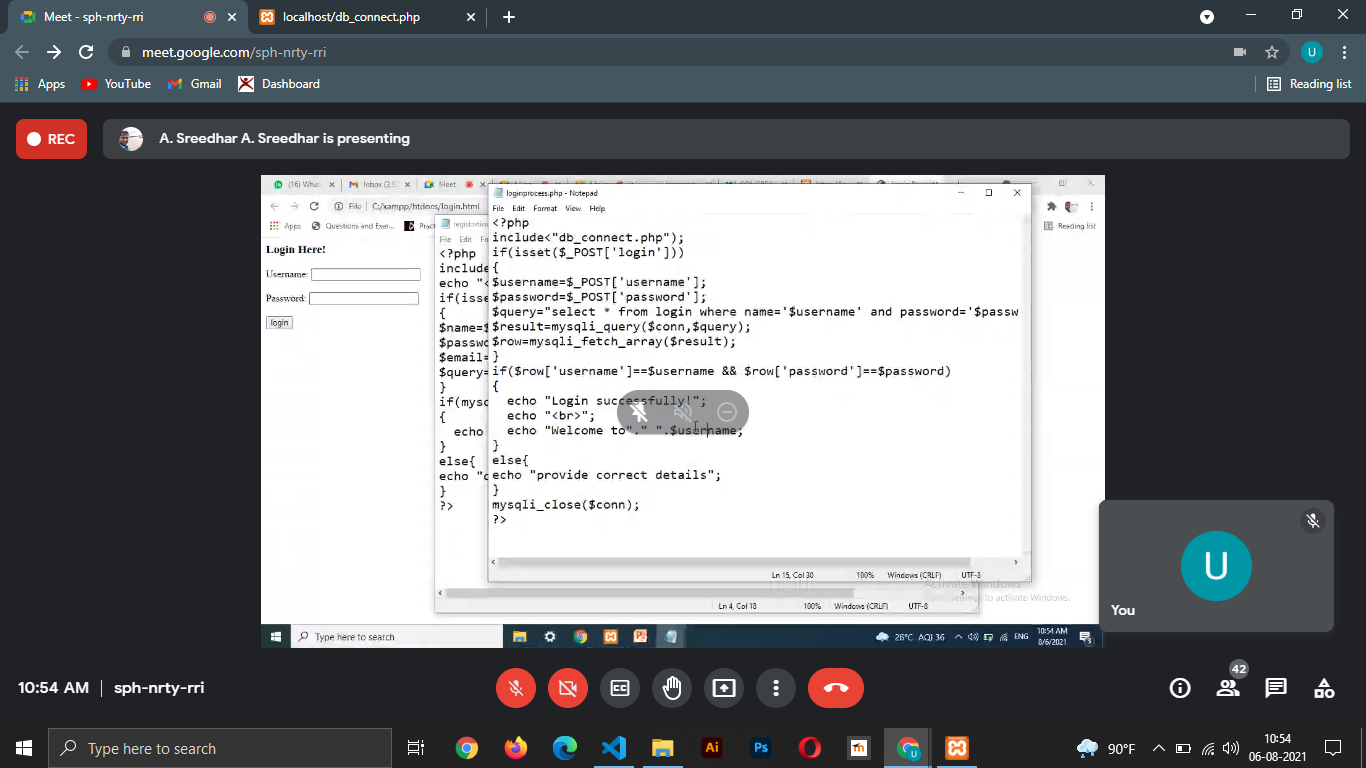 Meet - sph-nrty-rri
localhost/db_connect.php
meet.google.com/sph-nrty-rri
U
Apps
YouTube
Gmail
Dashboard
Reading list
REC
A. Sreedhar A. Sreedhar is presenting
(16) What
Inbox (3,5
Meet
File
C:/xampp/htdocs/login.html
Apps
Questions and Exer...
Pract
Reading list
Login Here!
Username:
Password:
login
registration
File Edit Fo
<?php
include
echo "<
if(isse
{
$name=$
$passwo
$email=
$query=
}
if(mysc
{
echo
}
else{
echo "c
}
?>
Ln 4, Col 18
100%
Windows (CRLF)
UTF-8
loginprocess.php - Notepad
File Edit Format View Help
<?php
include<"db_connect.php");
if(isset($_POST['login']))
{
$username=$_POST['username'];
$password=$_POST['password'];
$query="select * from login where name='$username' and password='$passw
$result=mysqli_query($conn,$query);
$row=mysqli_fetch_array($result);
}
if($row['username']==$username && $row['password']==$password)
{
echo "Login successfully!";
echo "<br>";
echo "Welcome to"." ".$username;
}
else{
echo "provide correct details";
}
mysqli_close($conn);
?>
Ln 15, Col 30
100%
Windows (CRLF)
UTF-8
Activate Windows
to activate Windows.
Type here to search
26°C AQI 36
ENG
10:54 AM
8/6/2021
3
U
You
10:54 AM
sph-nrty-rri
42
Type here to search
Ai
Ps
m
U
90°F
10:54
06-08-2021